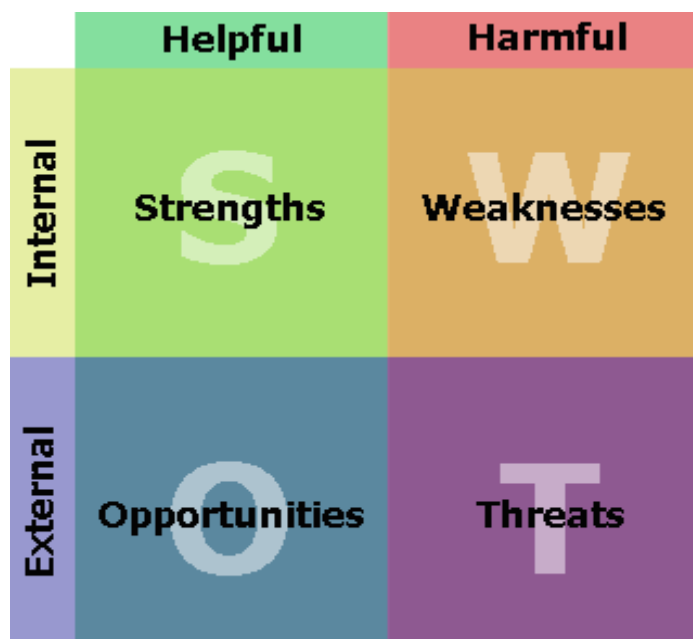 Helpful
Harmful
Internal
S
Strengths
W
Weaknesses
External
O
Opportunities
T
Threats